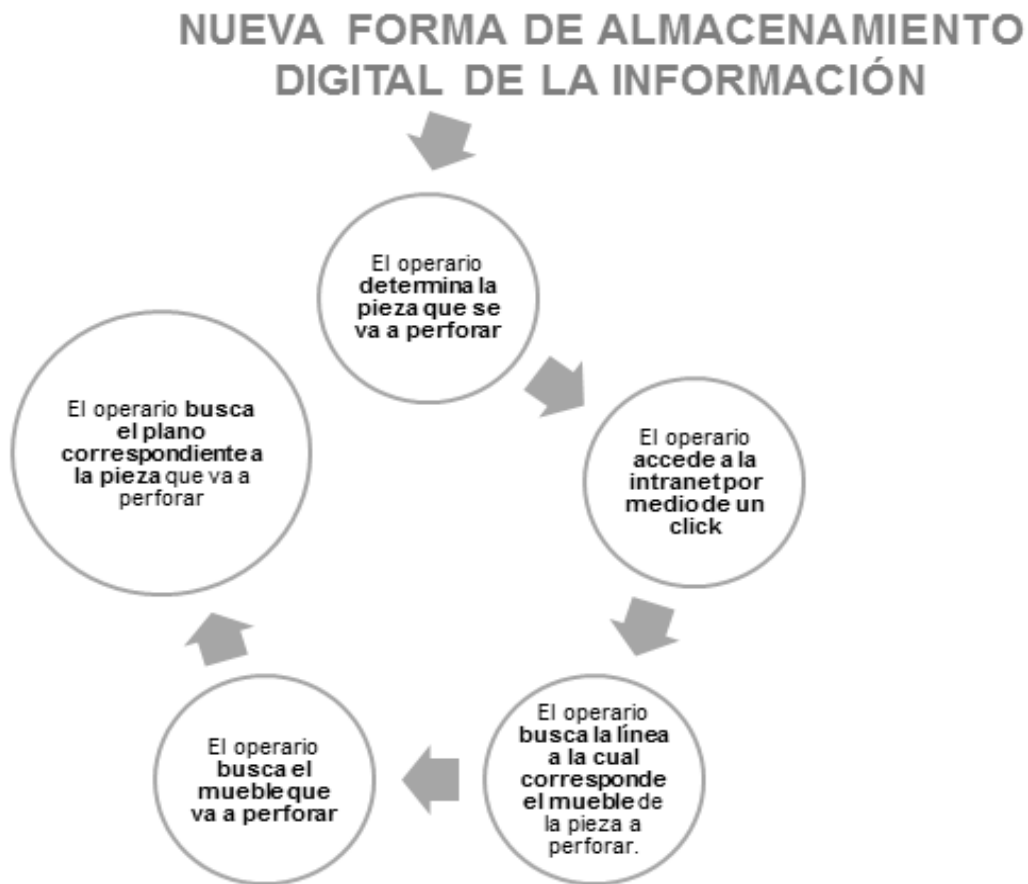 NUEVA FORMA DE ALMACENAMIENTO
DIGITAL DE LA INFORMACIÓN
El operario
determina la
pieza que se
va a perforar
El operario
accede a la
intranet por
medio de un
click
El operario
busca la línea
a la cual
corresponde
el mueble de
la pieza a
perforar.
El operario
busca el
mueble que
va a perforar
El operario busca
el plano
correspondiente a
la pieza que va a
perforar